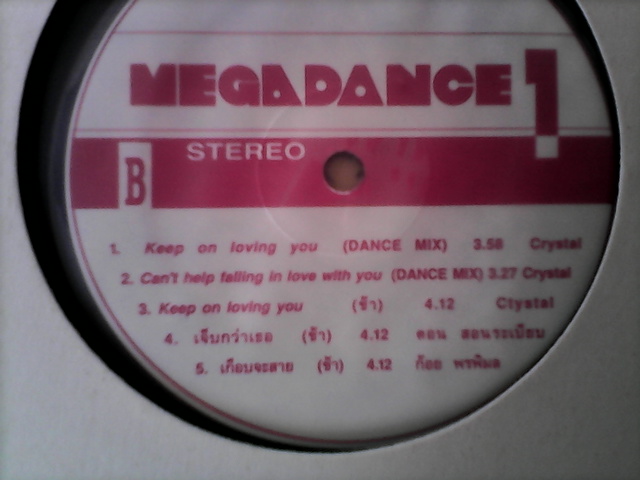 MEGADANCE 1
STEREO
B
1. Keep on loving you (DANCE MIX) 3.58 Crystal
2. Can't help falling in love with you (DANCE MIX) 3.27 Crystal
3. Keep on loving you (ช้า) 4.12 Ctystal
4. เจ็บกว่าเธอ (ช้า) 4.12 ตอน สอนระเบียบ
5. เกือบจะสาย (ช้า) 4.12 ก้อย พรพิมล